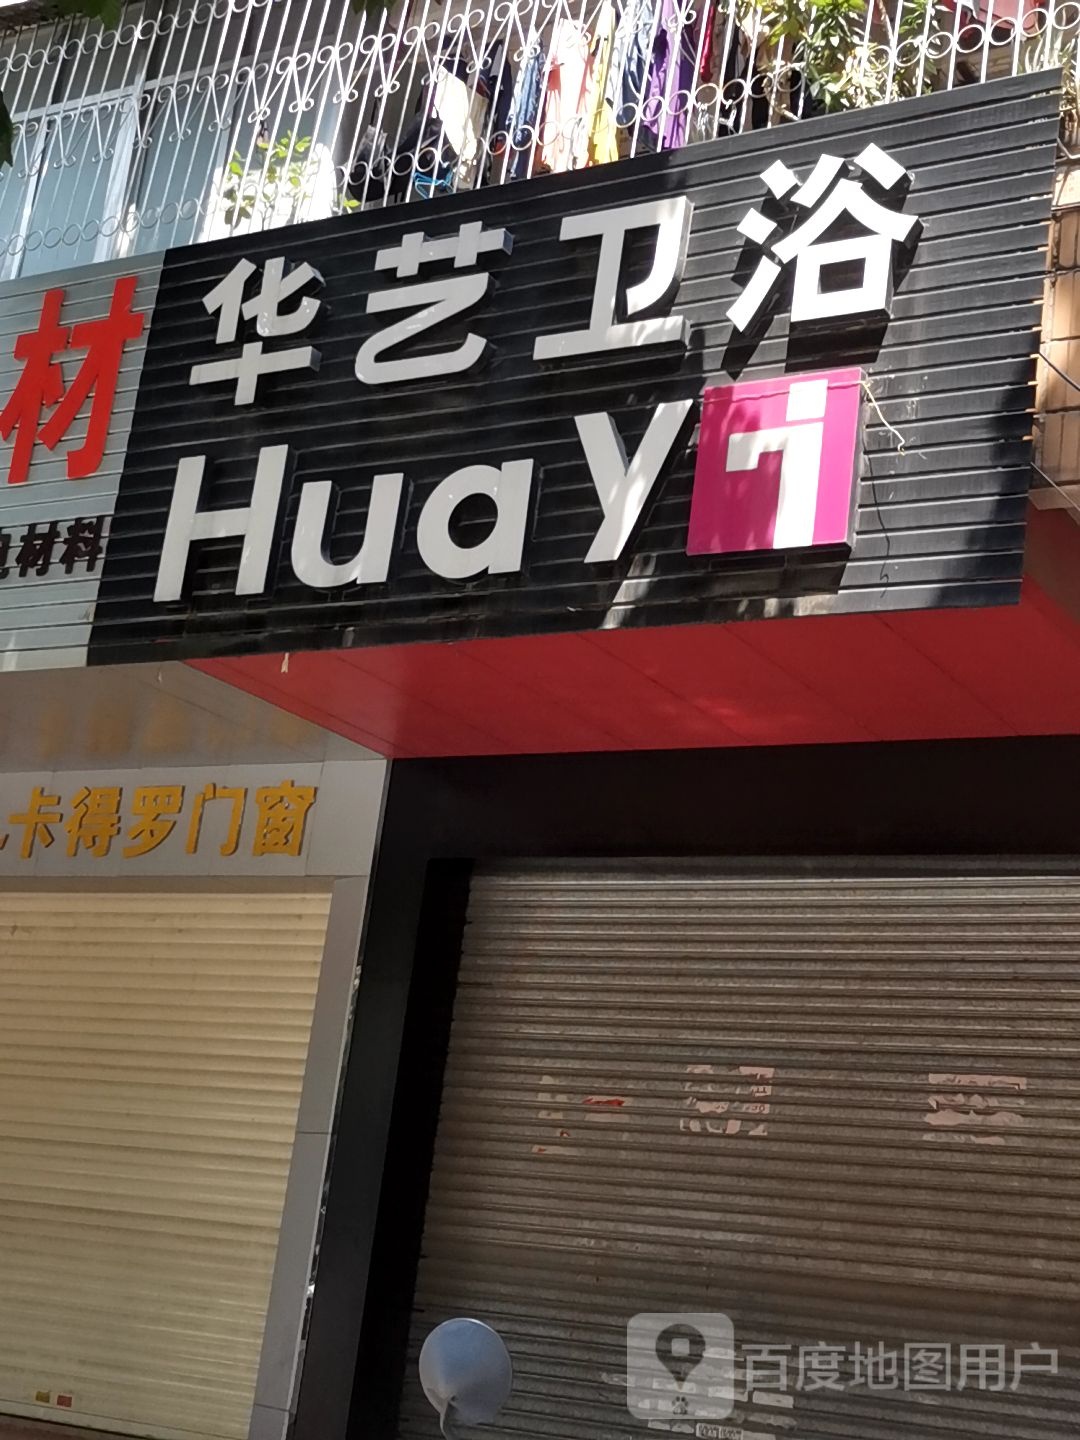 材
华艺卫浴
Huayi
材料
卡得罗门窗
百度地图用户